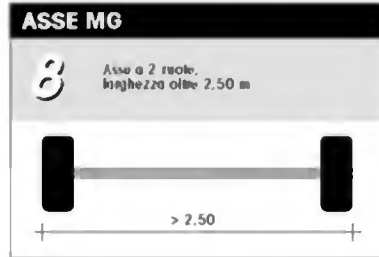 ASSE MG
8
Asse a 2 ruote,
larghezza oltre 2,50 m
> 2.50